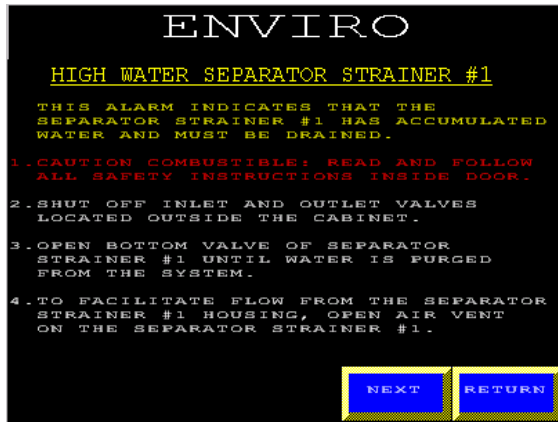 ENVIRO
HIGH WATER SEPARATOR STRAINER #1
THIS ALARM INDICATES THAT THE
SEPARATOR STRAINER #1 HAS ACCUMULATED
WATER AND MUST BE DRAINED.
1.CAUTION COMBUSTIBLE: READ AND FOLLOW
ALL SAFETY INSTRUCTIONS INSIDE DOOR.
2.SHUT OFF INLET AND OUTLET VALVES
LOCATED OUTSIDE THE CABINET.
3.OPEN BOTTOM VALVE OF SEPARATOR
STRAINER #1 UNTIL WATER IS PURGED
FROM THE SYSTEM.
4.TO FACILITATE FLOW FROM THE SEPARATOR
STRAINER #1 HOUSING, OPEN AIR VENT
ON THE SEPARATOR STRAINER #1.
NEXT
RETURN